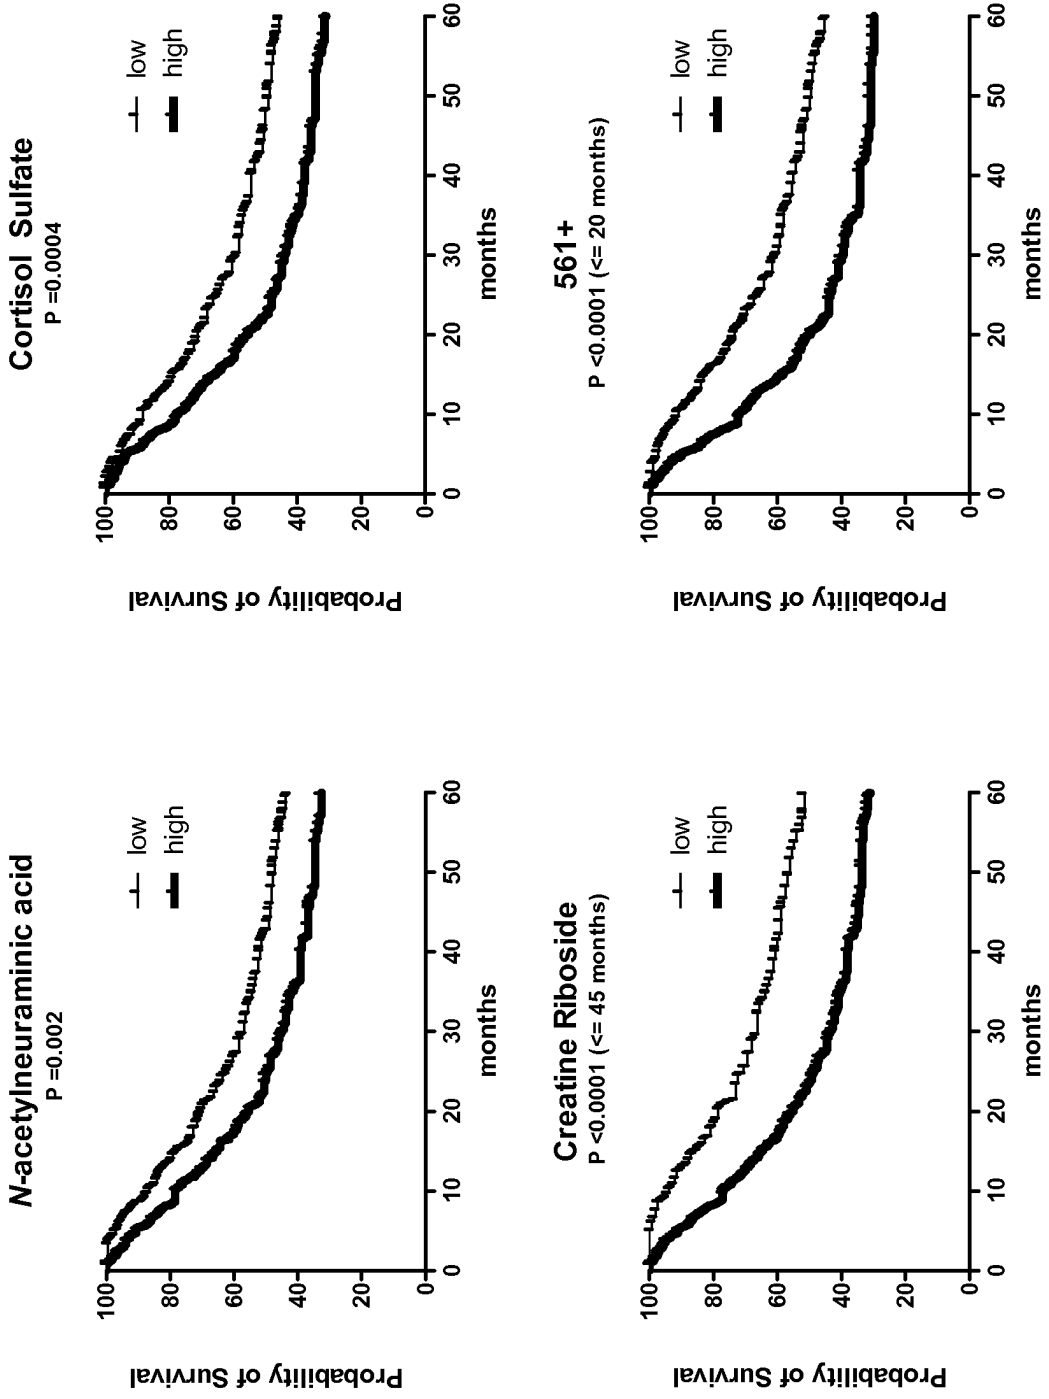 N-acetylneuraminic acid
P =0.002
Probability of Survival
100
80
60
40
20
0
0 10 20 30 40 50 60
months
low
high
Cortisol Sulfate
P =0.0004
Probability of Survival
100
80
60
40
20
0
0 10 20 30 40 50 60
months
low
high
Creatine Riboside
P <0.0001 (<= 45 months)
Probability of Survival
100
80
60
40
20
0
0 10 20 30 40 50 60
months
low
high
561+
P <0.0001 (<= 20 months)
Probability of Survival
100
80
60
40
20
0
0 10 20 30 40 50 60
months
low
high